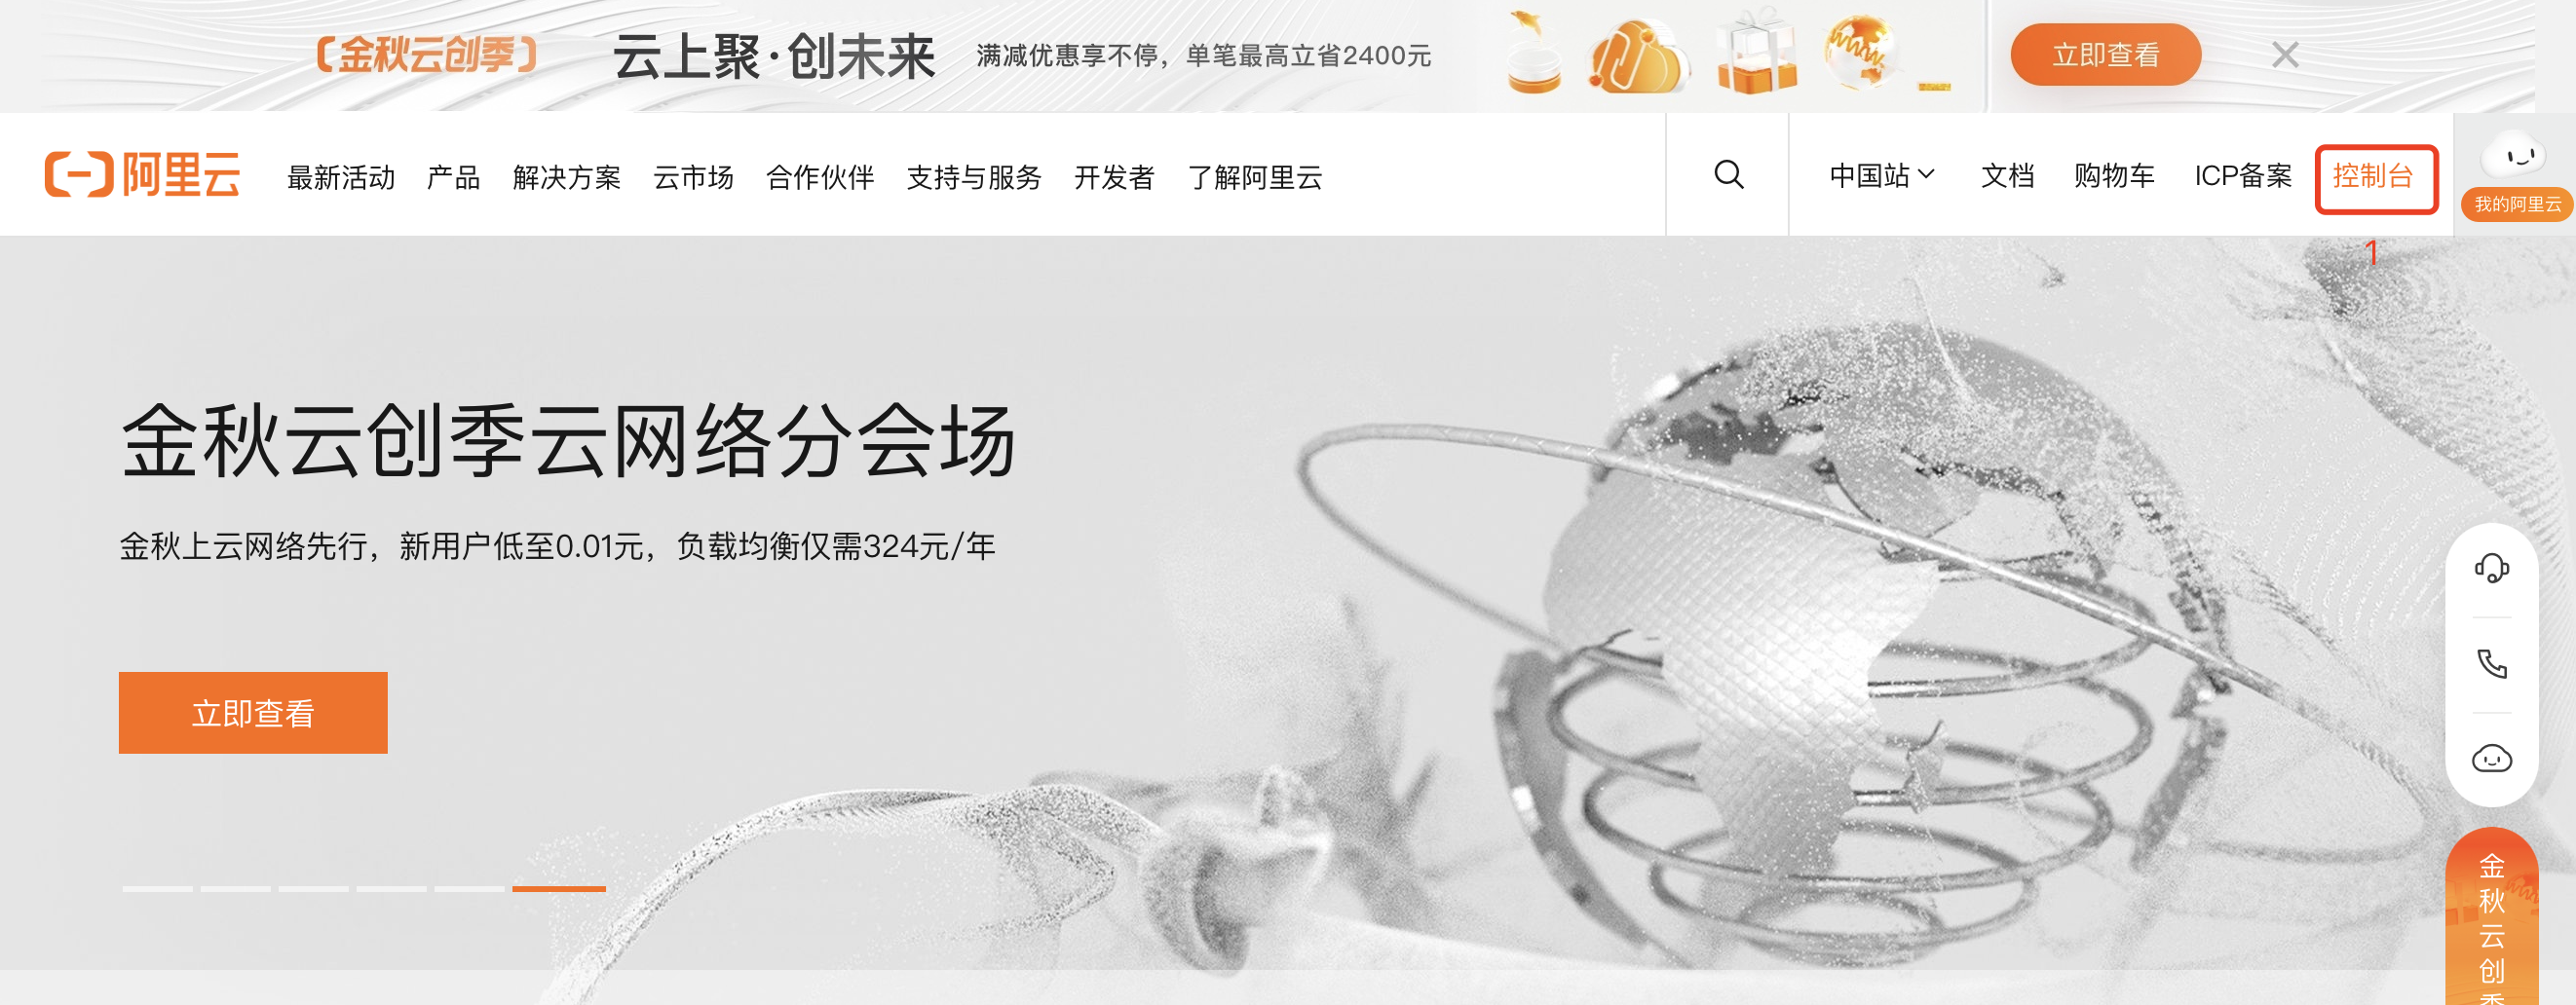 【金秋云创季】 云上聚·创未来 满减优惠享不停，单笔最高立省2400元 立即查看
阿里云 最新活动 产品 解决方案 云市场 合作伙伴 支持与服务 开发者 了解阿里云 中国站 文档 购物车 ICP备案 控制台
我的阿里云
1
金秋云创季云网络分会场
金秋上云网络先行，新用户低至0.01元，负载均衡仅需324元/年
立即查看
金
秋
云
创
季